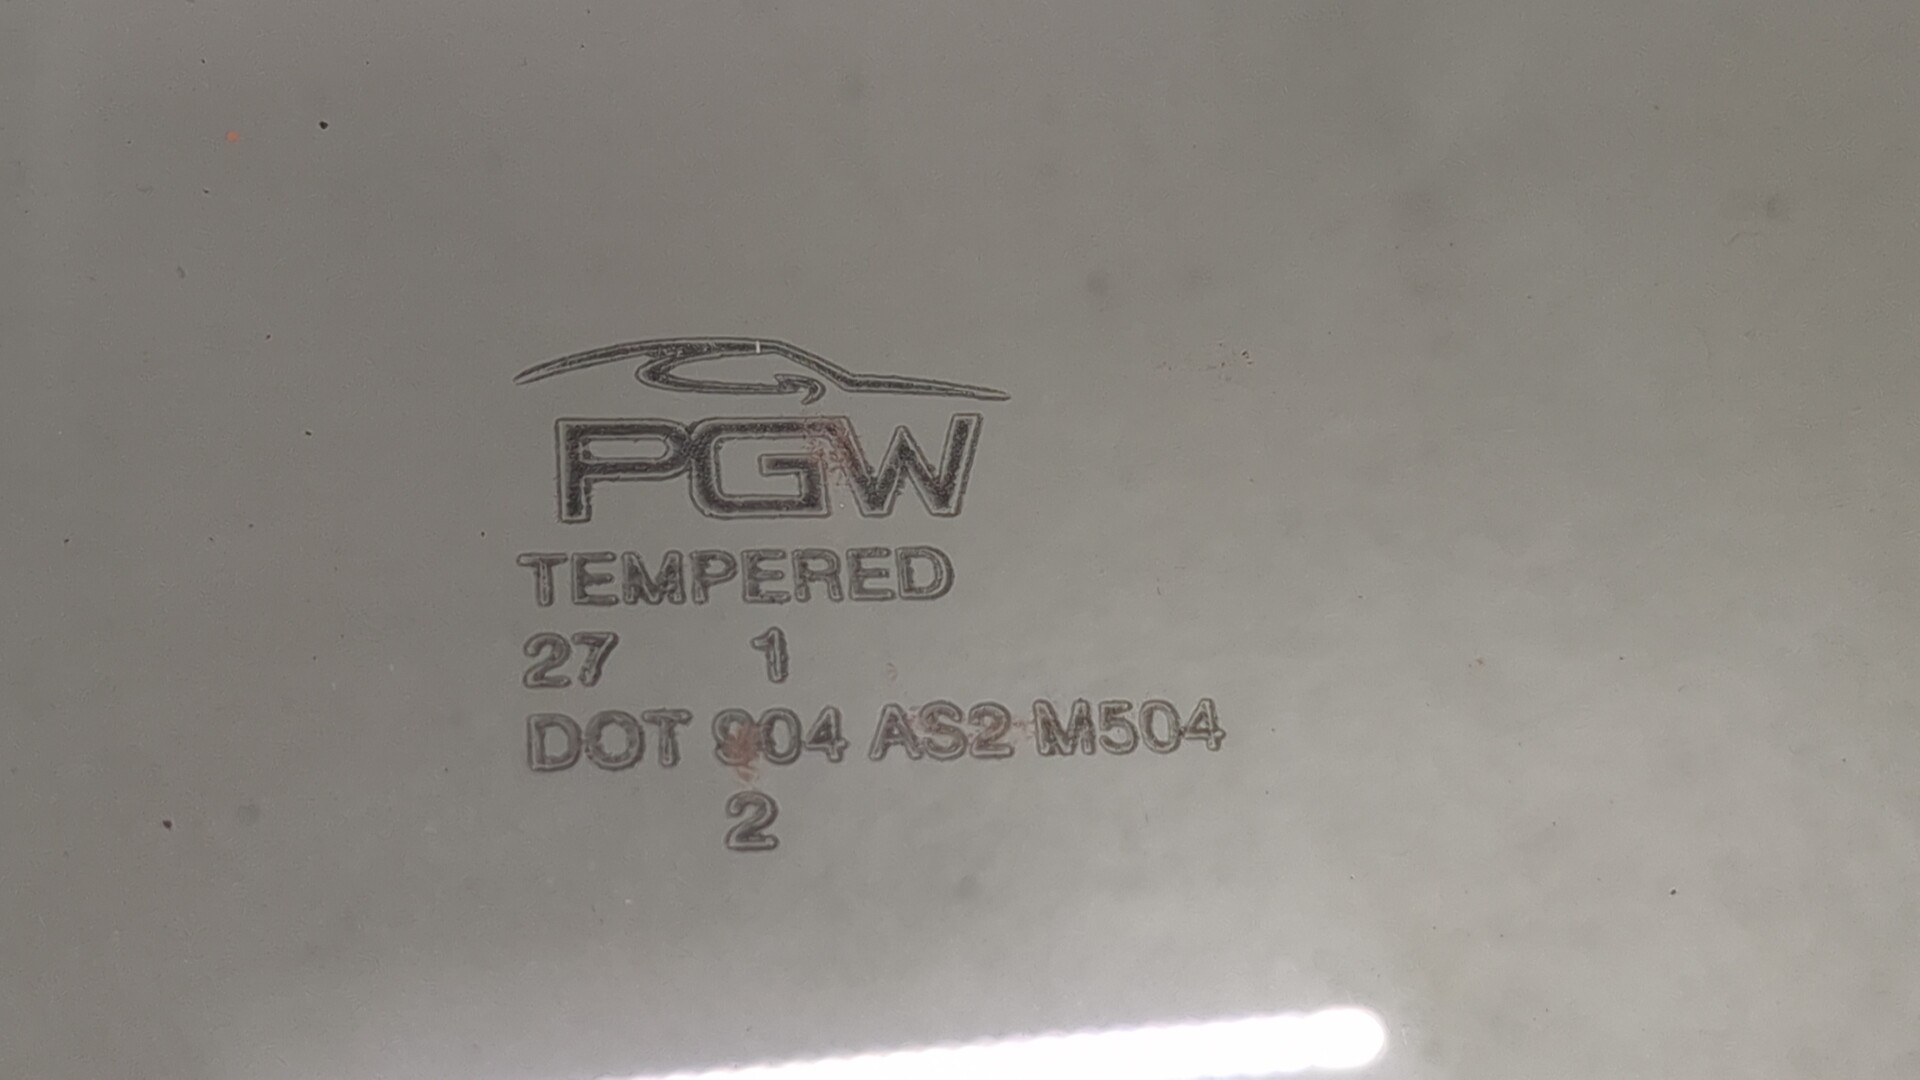 PGW
TEMPERED
27 1
DOT 904 AS2 M504
2